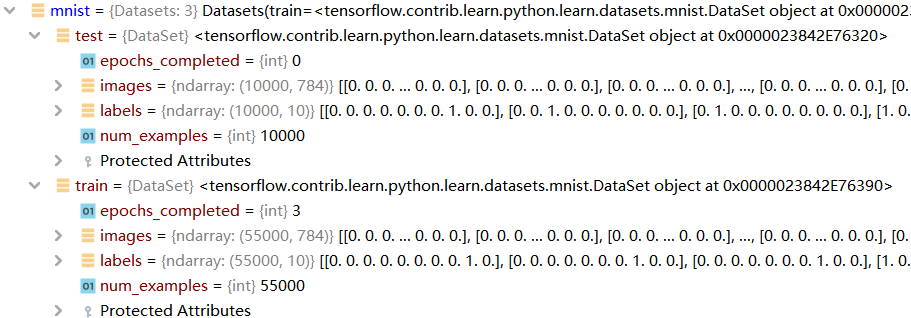 mnist = {Datasets: 3} Datasets(train=<tensorflow.contrib.learn.python.learn.datasets.mnist.DataSet object at 0x0000023
test = {DataSet} <tensorflow.contrib.learn.python.learn.datasets.mnist.DataSet object at 0x0000023842E76320>
01 epochs_completed = {int} 0
images = {ndarray: (10000, 784)} [[0. 0. 0. ... 0. 0. 0.], [0. 0. 0. ... 0. 0. 0.], [0. 0. 0. ... 0. 0. 0.], ..., [0. 0. 0. ... 0. 0. 0.], [0.
labels = {ndarray: (10000, 10)} [[0. 0. 0. 0. 0. 0. 0. 1. 0. 0.], [0. 0. 1. 0. 0. 0. 0. 0. 0. 0.], [0. 1. 0. 0. 0. 0. 0. 0. 0. 0.], [1. 0.
01 num_examples = {int} 10000
Protected Attributes
train = {DataSet} <tensorflow.contrib.learn.python.learn.datasets.mnist.DataSet object at 0x0000023842E76390>
01 epochs_completed = {int} 3
images = {ndarray: (55000, 784)} [[0. 0. 0. ... 0. 0. 0.], [0. 0. 0. ... 0. 0. 0.], [0. 0. 0. ... 0. 0. 0.], ..., [0. 0. 0. ... 0. 0. 0.], [0.
labels = {ndarray: (55000, 10)} [[0. 0. 0. 0. 0. 0. 0. 0. 1. 0.], [0. 0. 0. 0. 0. 0. 0. 1. 0. 0.], [0. 0. 0. 0. 0. 0. 0. 1. 0. 0.], [1. 0.
01 num_examples = {int} 55000
Protected Attributes